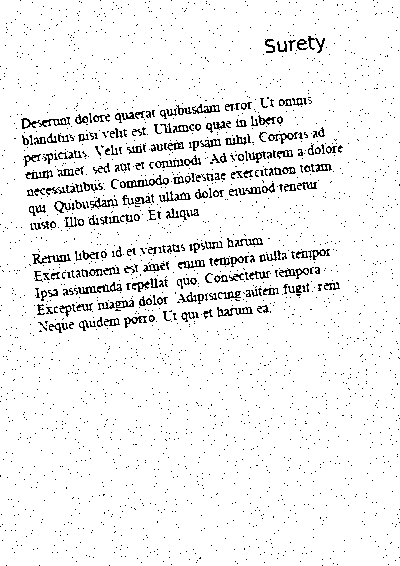 Surety
Deserunt dolore quaerat quibusdam error. Ut omnis
blanditiis nisi velit est. Ullamco quae in libero
perspiciatis. Velit sint autem ipsam nihil. Corporis ad
enim amet, sed aut et commodi. Ad voluptatem a dolore
necessitatibus. Commodo molestiae exercitation totam
qui. Quibusdam fugiat ullam dolor eiusmod tenetur
iusto. Illo distinctio. Et aliqua
Rerum libero id et veritatis ipsum harum
Exercitationem est amet, enim tempora nulla tempor.
Ipsa assumenda repellat, quo. Consectetur tempora
Excepteur magna dolor. Adipisicing autem fugit, rem
Neque quidem porro. Ut qui et harum ea.